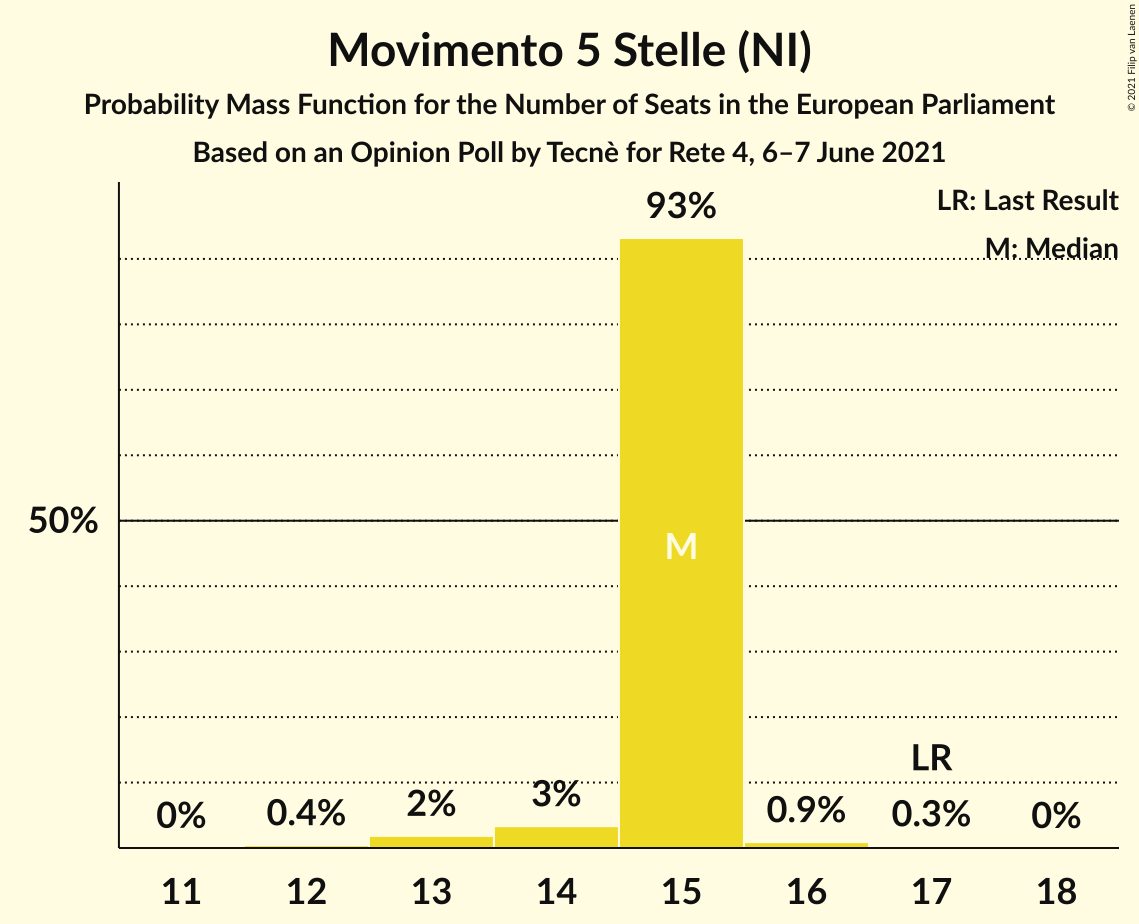 Movimento 5 Stelle (NI)
Probability Mass Function for the Number of Seats in the European Parliament
Based on an Opinion Poll by Tecnè for Rete 4, 6–7 June 2021
© 2021 Filip van Laenen
LR: Last Result
M: Median
93%
50%
M
LR
0%
0.4%
2%
3%
0.9%
0.3%
0%
11 12 13 14 15 16 17 18